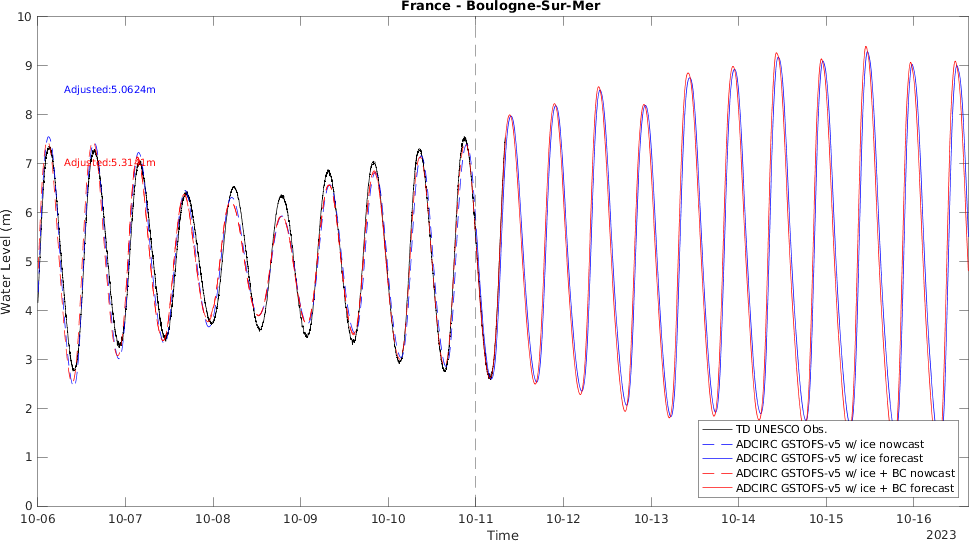 France - Boulogne-Sur-Mer
10
9
8
7
6
5
4
3
2
1
0
Water Level (m)
Adjusted:5.0624m
TD UNESCO Obs.
ADCIRC GSTOFS-v5 w/ ice nowcast
ADCIRC GSTOFS-v5 w/ ice forecast
ADCIRC GSTOFS-v5 w/ ice + BC nowcast
ADCIRC GSTOFS-v5 w/ ice + BC forecast
10-06 10-07 10-08 10-09 10-10 10-11 10-12 10-13 10-14 10-15 10-16
Time
2023